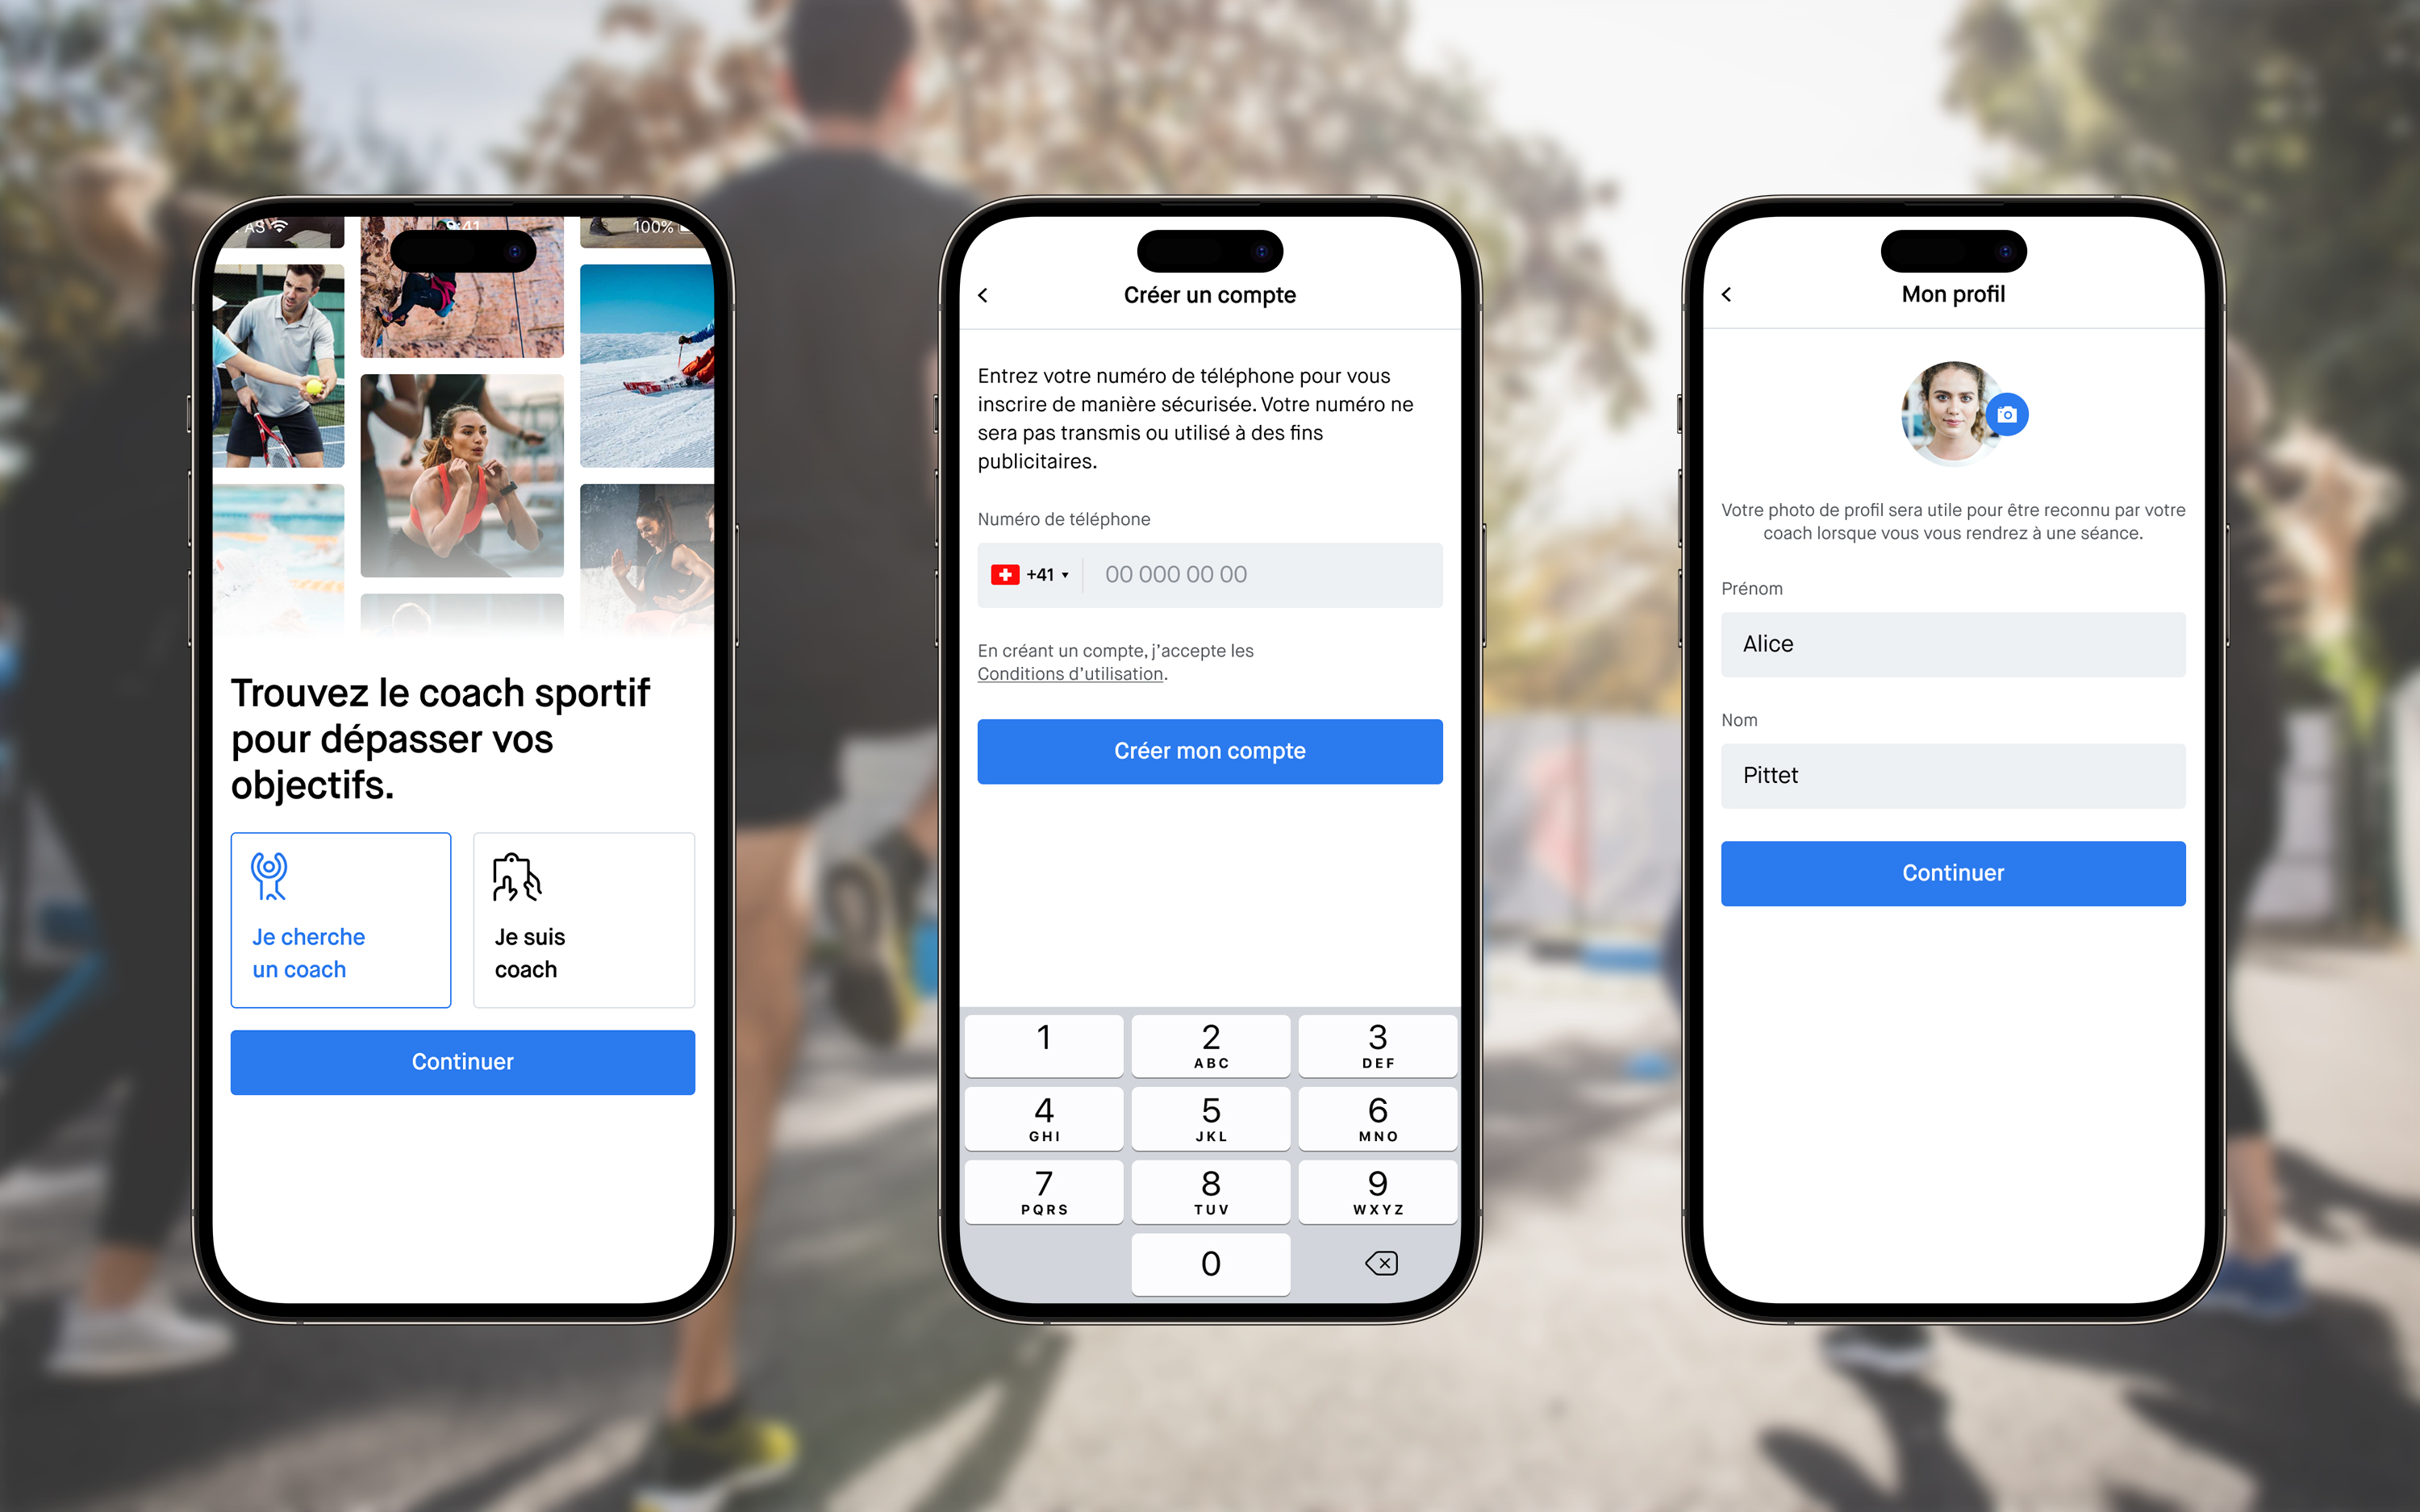 100%
Trouvez le coach sportif
pour dépasser vos
objectifs.
Je cherche
un coach
Je suis
coach
Continuer
Créer un compte
Entrez votre numéro de téléphone pour vous
inscrire de manière sécurisée. Votre numéro ne
sera pas transmis ou utilisé à des fins
publicitaires.
Numéro de téléphone
+41 00 000 00 00
En créant un compte, j’accepte les
Conditions d’utilisation.
Créer mon compte
1 2 3
ABC DEF
4 5 6
GHI JKL MNO
7 8 9
PQRS TUV WXYZ
0
Mon profil
Votre photo de profil sera utile pour être reconnu par votre
coach lorsque vous vous rendrez à une séance.
Prénom
Alice
Nom
Pittet
Continuer